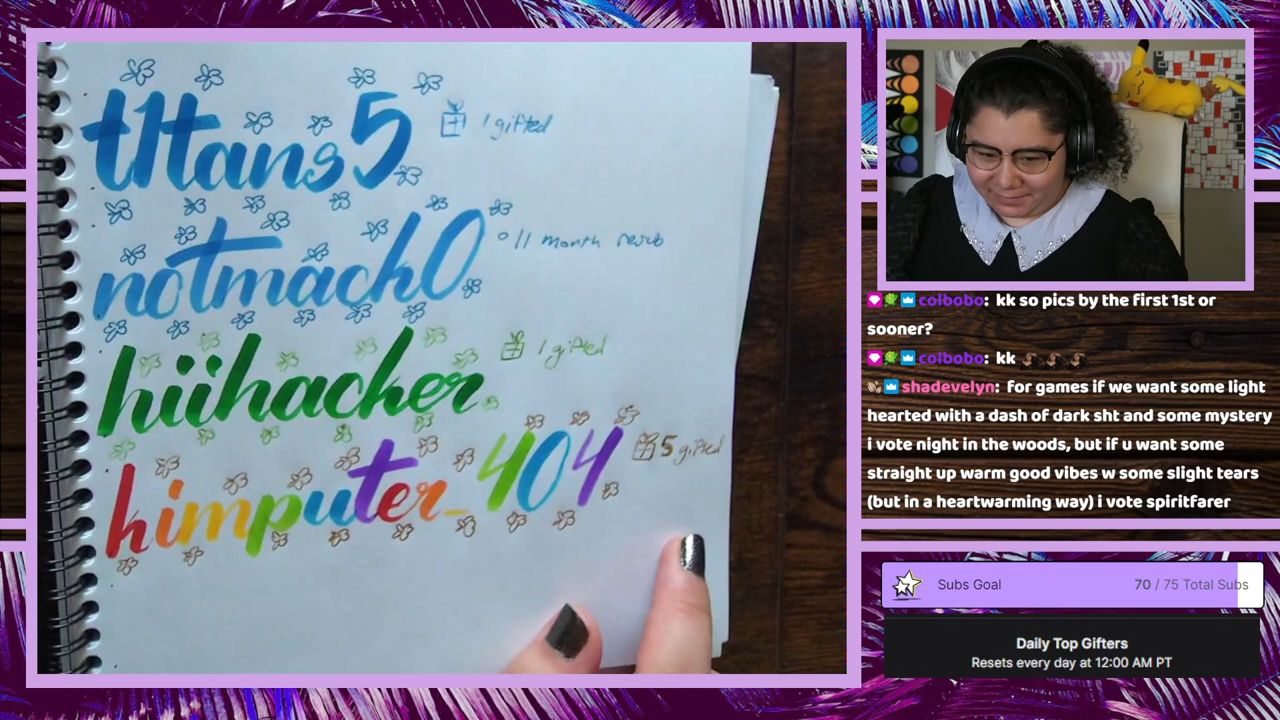 t1tans5 1 gifted
notmach0 11 month resub
hiihacker 1 gifted
himputer_404 5 gifted
colbobo: kk so pics by the first 1st or
sooner?
colbobo: kk
shadevelyn: for games if we want some light
hearted with a dash of dark sht and some mystery
i vote night in the woods, but if u want some
straight up warm good vibes w some slight tears
(but in a heartwarming way) i vote spiritfarer
Subs Goal 70 / 75 Total Subs
Daily Top Gifters
Resets every day at 12:00 AM PT